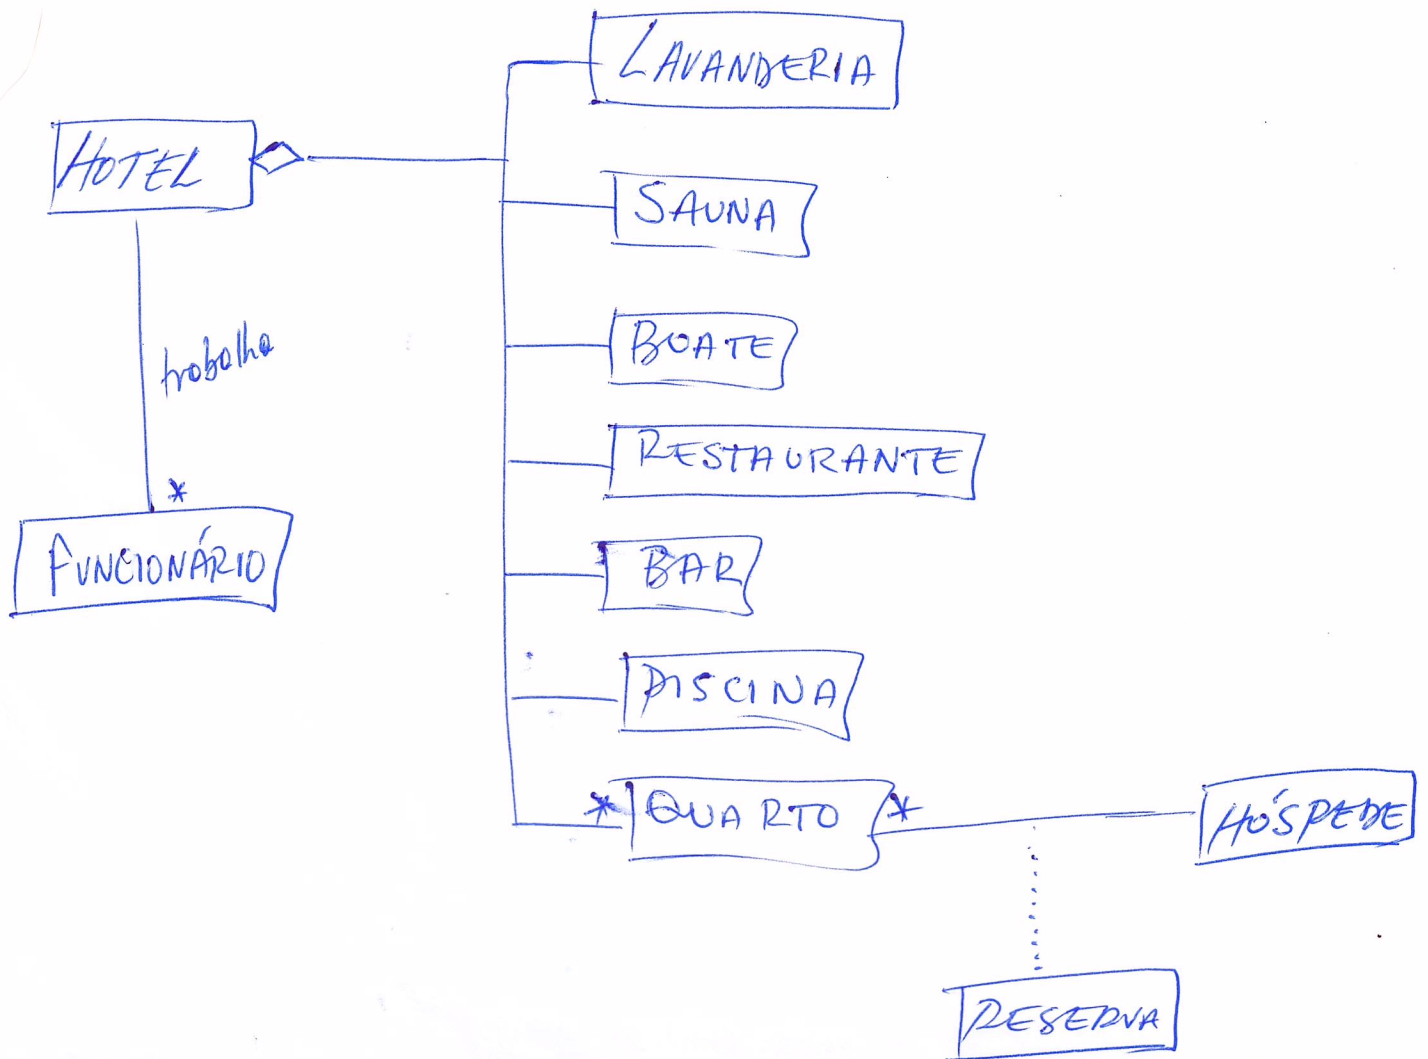 LAVANDERIA
HOTEL
SAUNA
BOATE
trabalha
RESTAURANTE
*
FUNCIONÁRIO
BAR
PISCINA
* QUARTO *
HÓSPEDE
RESERVA